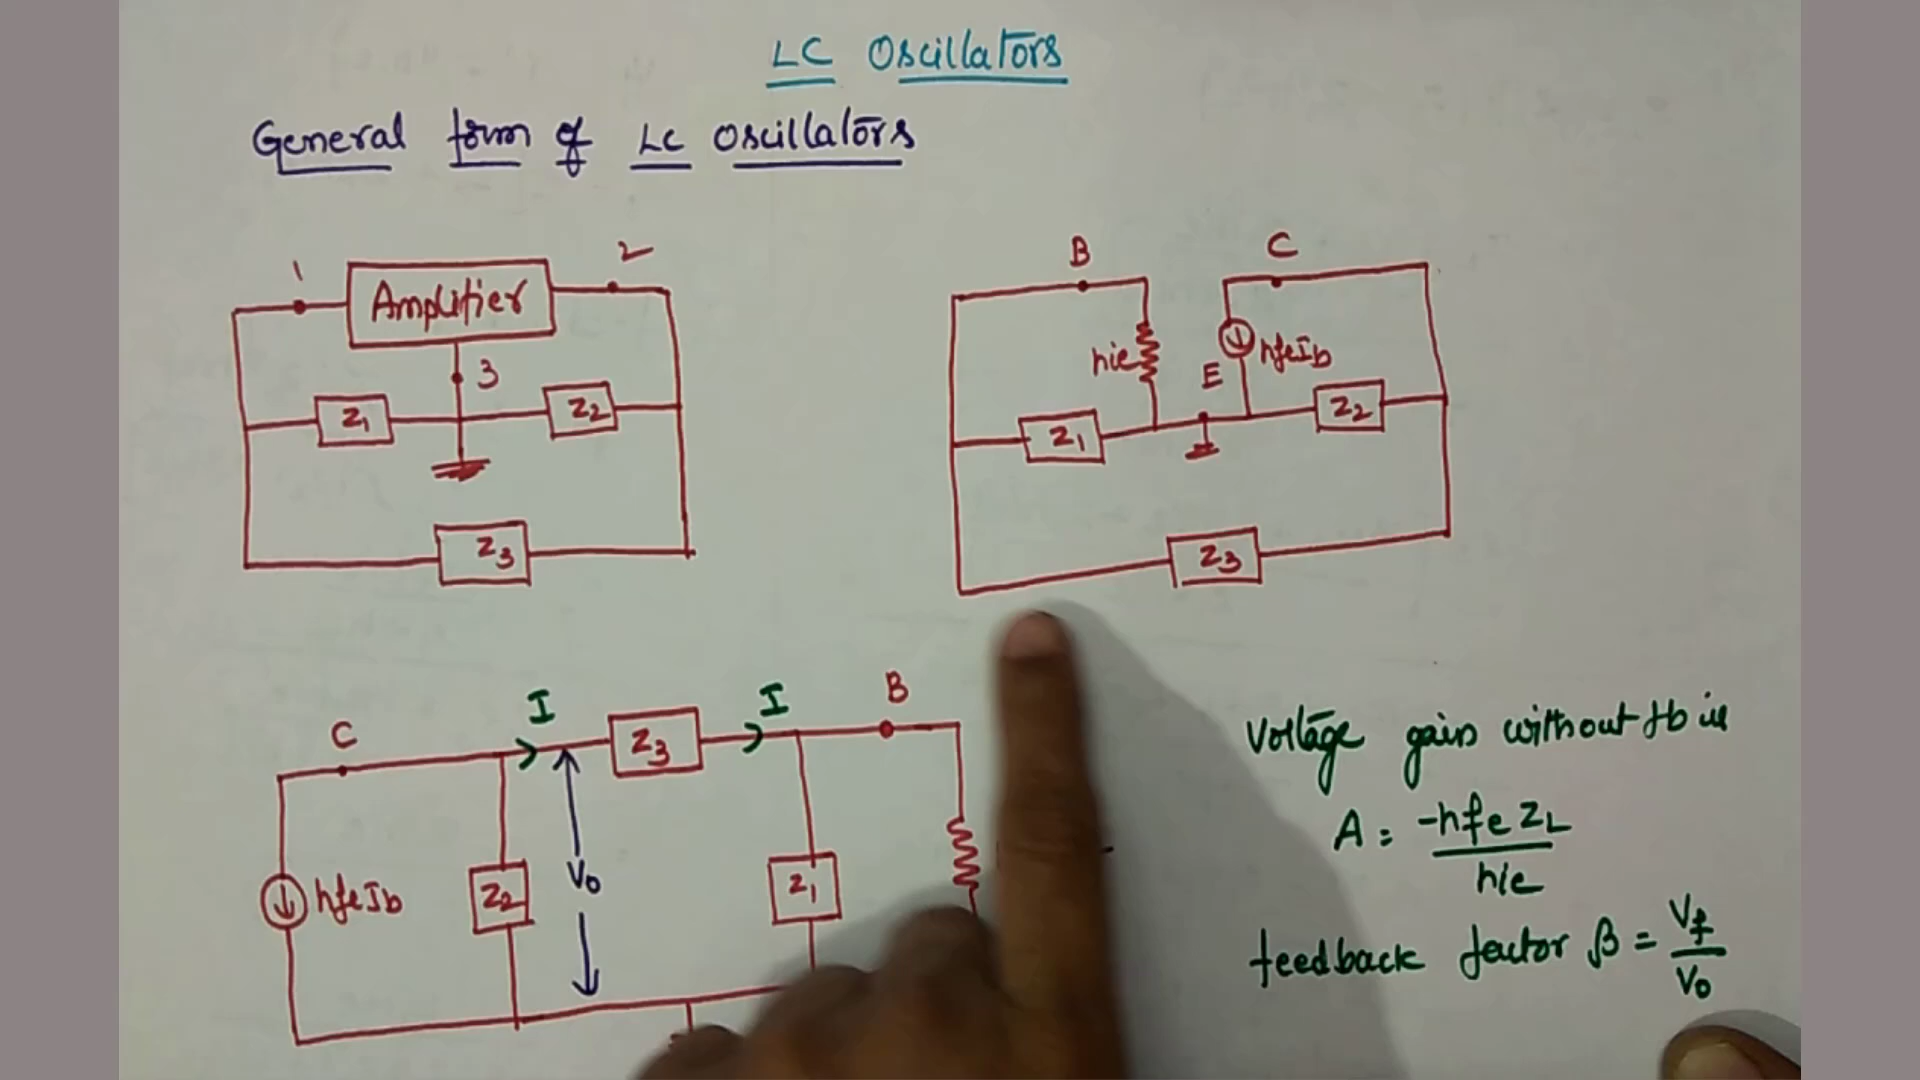 LC Oscillators
General form of LC Oscillators
1
Amplifier
2
3
Z1
Z2
Z3
B
C
hie
E
hfeIb
Z1
Z2
Z3
C
I
Z3
I
B
hfeIb
Z2
Vo
Z1
Voltage gain without fb is
A = -hfe ZL
hie
feedback factor β = Vf
Vo